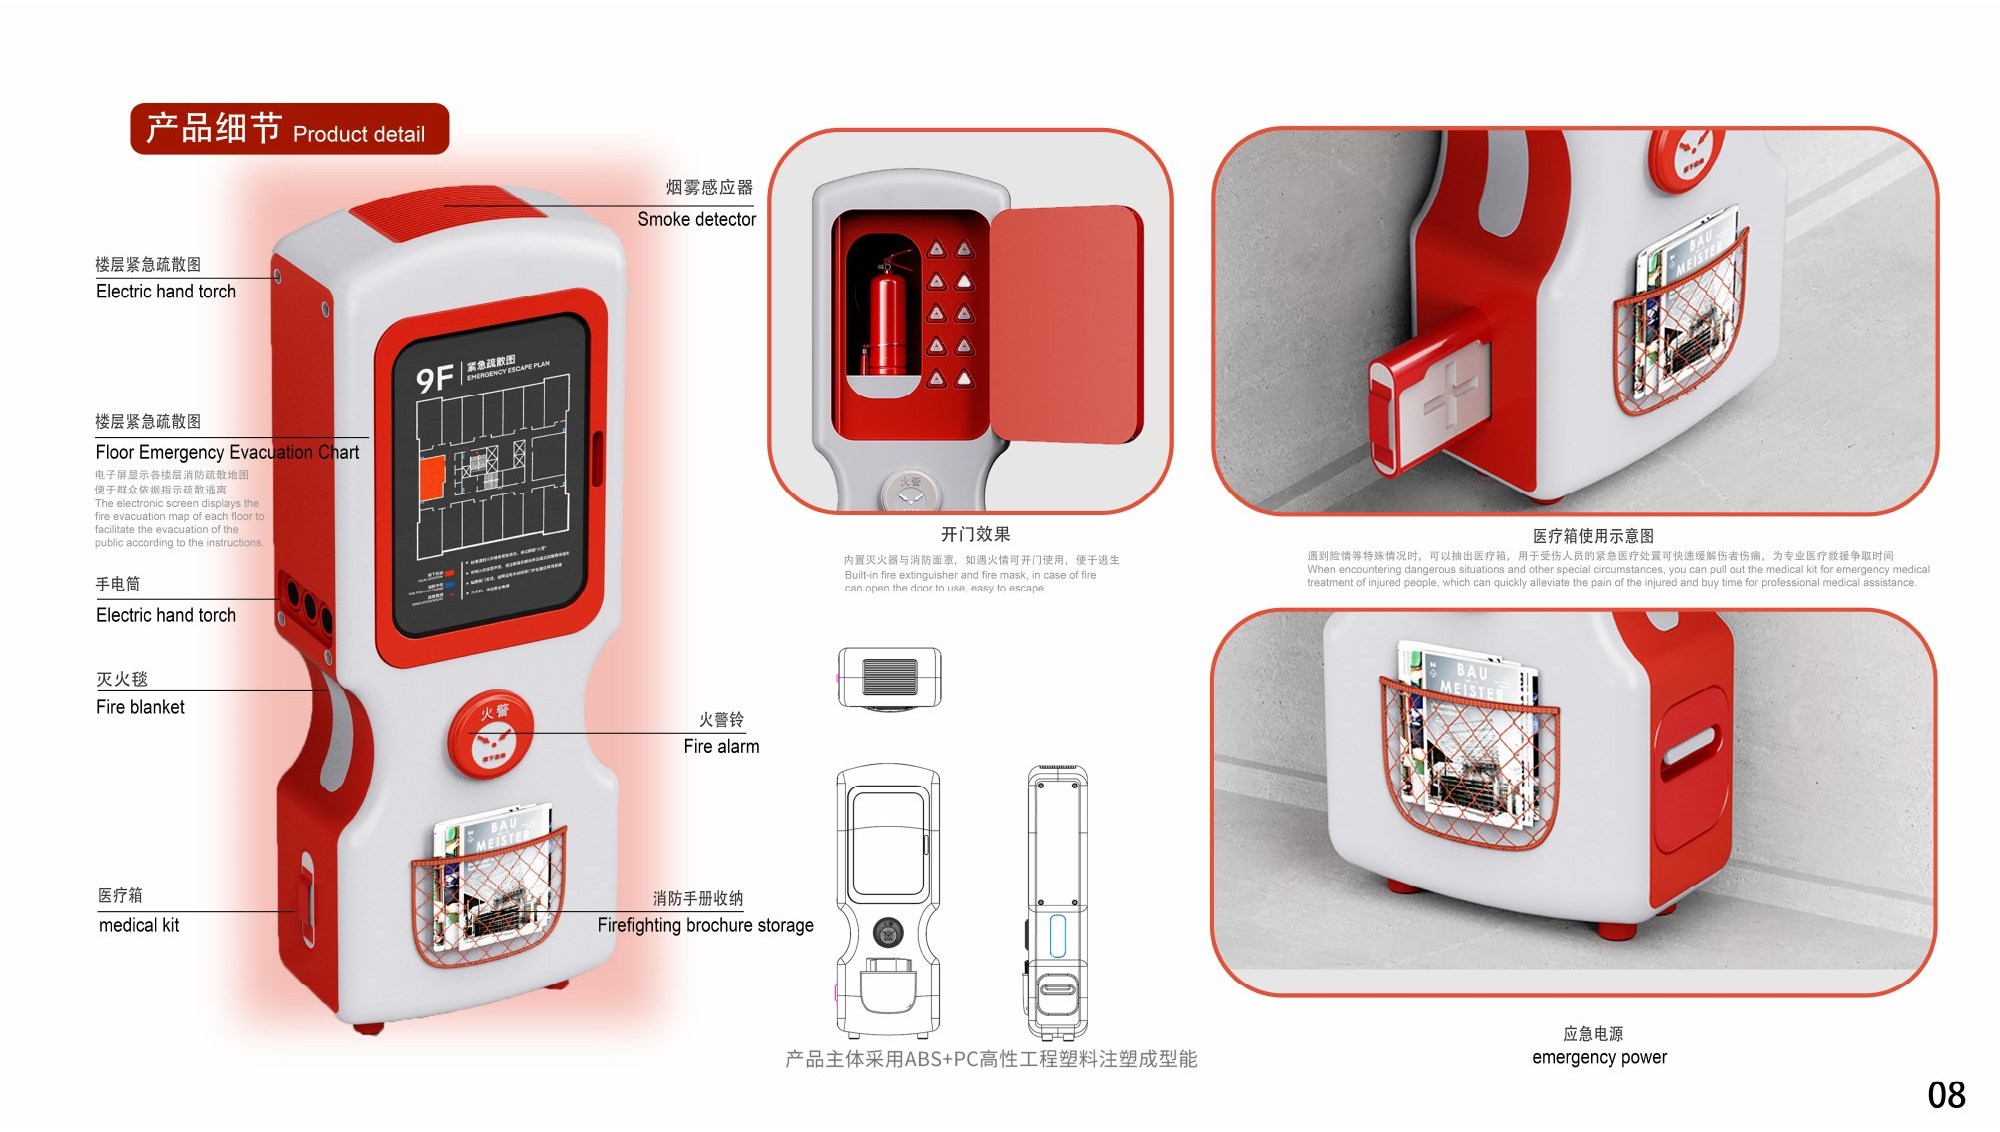 产品细节 Product detail
烟雾感应器
Smoke detector
楼层紧急疏散图
Electric hand torch
楼层紧急疏散图
Floor Emergency Evacuation Chart
电子屏显示各楼层消防疏散地图
便于群众依据指示疏散逃离
The electronic screen displays the
fire evacuation map of each floor to
facilitate the evacuation of the
public according to the instructions.
手电筒
Electric hand torch
灭火毯
Fire blanket
医疗箱
medical kit
9F
紧急疏散图
EMERGENCY ESCAPE PLAN
火警
火警铃
Fire alarm
BAU
MEISTER
消防手册收纳
Firefighting brochure storage
火警
开门效果
内置灭火器与消防面罩，如遇火情可开门使用，便于逃生
Built-in fire extinguisher and fire mask, in case of fire
can open the door to use, easy to escape
产品主体采用ABS+PC高性工程塑料注塑成型能
BAU
MEISTER
医疗箱使用示意图
遇到险情等特殊情况时，可以抽出医疗箱，用于受伤人员的紧急医疗处置可快速缓解伤者伤痛，为专业医疗救援争取时间
When encountering dangerous situations and other special circumstances, you can pull out the medical kit for emergency medical
treatment of injured people, which can quickly alleviate the pain of the injured and buy time for professional medical assistance.
BAU
MEISTER
应急电源
emergency power
08